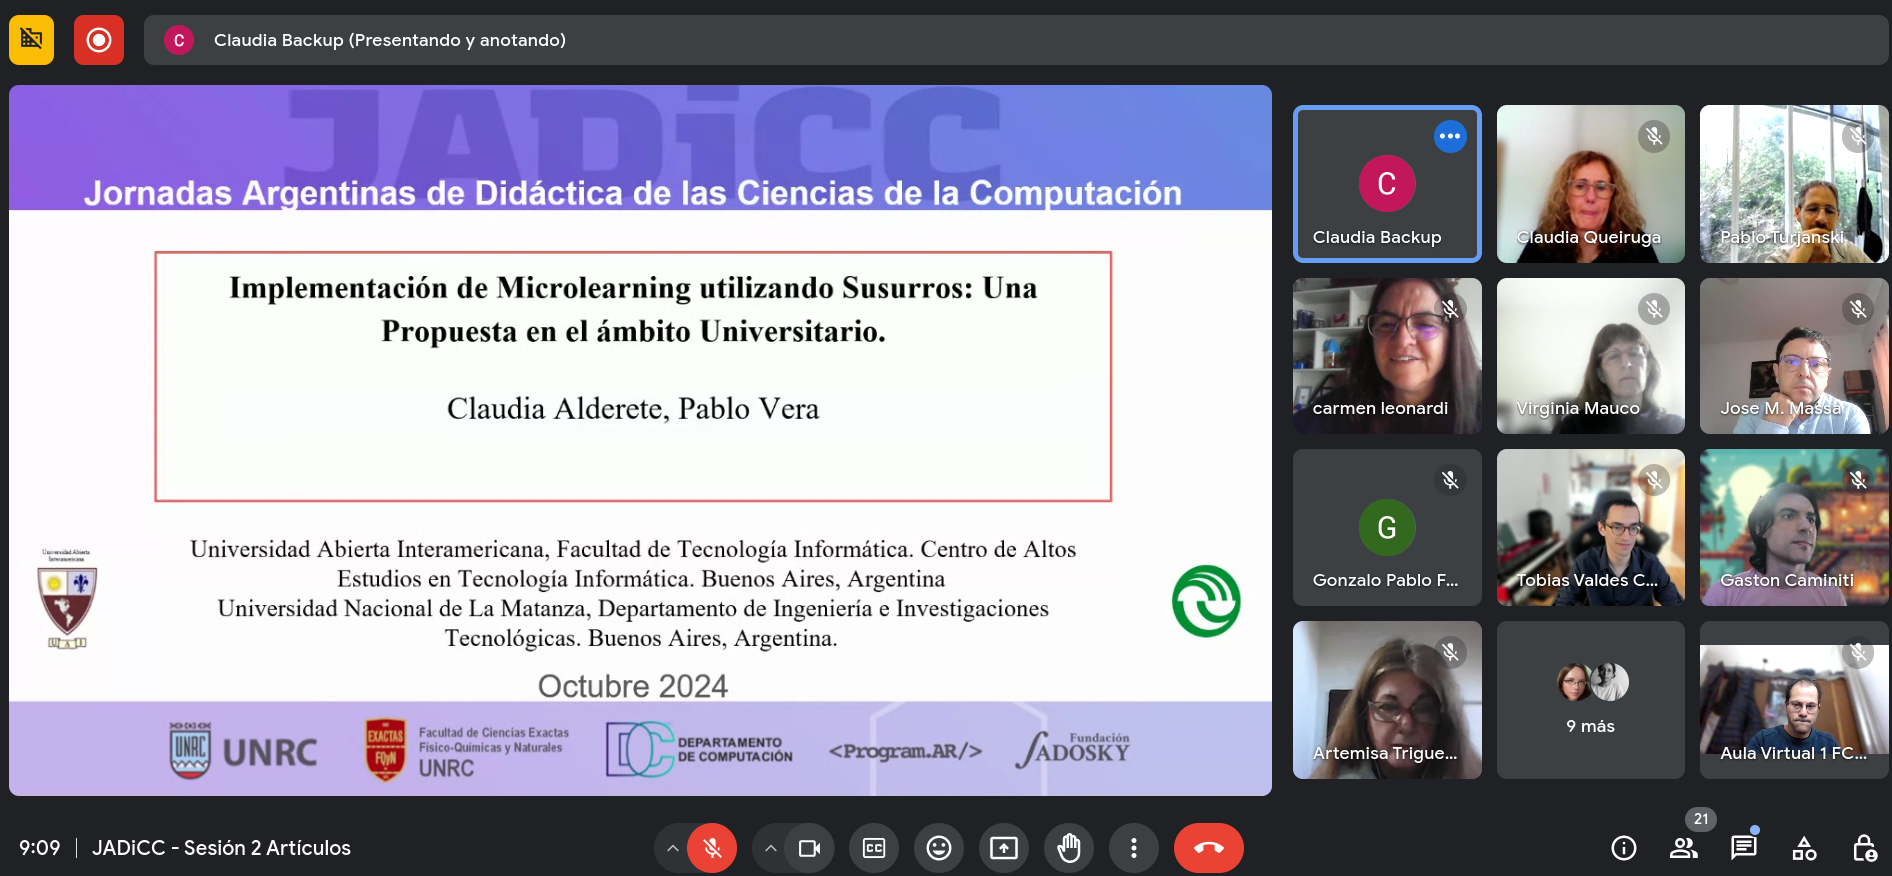 C Claudia Backup (Presentando y anotando)
JADiCC
Jornadas Argentinas de Didáctica de las Ciencias de la Computación
Implementación de Microlearning utilizando Susurros: Una
Propuesta en el ámbito Universitario.
Claudia Alderete, Pablo Vera
Universidad Abierta
Interamericana
UAI
Universidad Abierta Interamericana, Facultad de Tecnología Informática. Centro de Altos
Estudios en Tecnología Informática. Buenos Aires, Argentina
Universidad Nacional de La Matanza, Departamento de Ingeniería e Investigaciones
Tecnológicas. Buenos Aires, Argentina.
Octubre 2024
UNRC
UNRC
EXACTAS
FQyN
Facultad de Ciencias Exactas
Físico-Químicas y Naturales
UNRC
DC
DEPARTAMENTO
DE COMPUTACIÓN
<Program.AR/>
Fundación
SADOSKY
C
Claudia Backup
Claudia Queiruga
Pablo Turjanski
carmen leonardi
Virginia Mauco
Jose M. Massa
G
Gonzalo Pablo F...
Tobias Valdes C...
Gaston Caminiti
Artemisa Trigue...
9 más
Aula Virtual 1 FC...
9:09 | JADiCC - Sesión 2 Artículos
CC
21